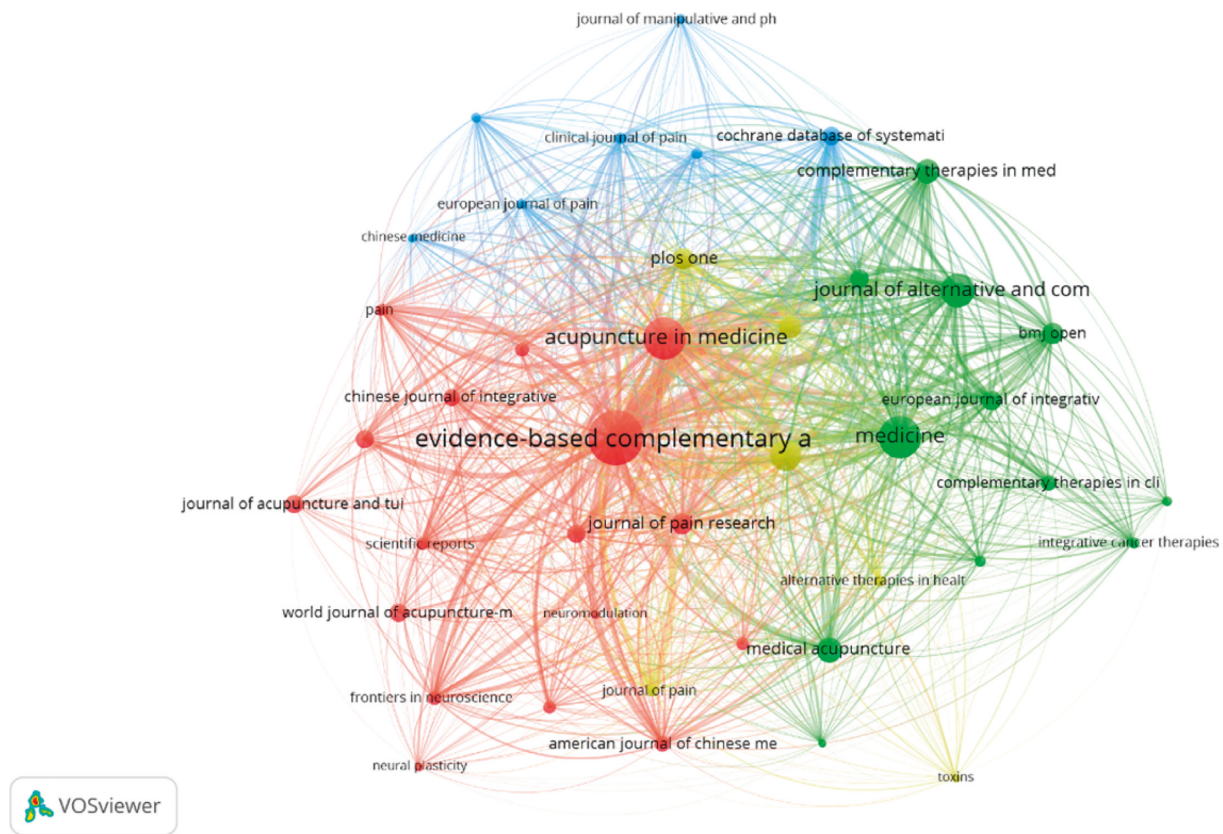 journal of manipulative and ph
clinical journal of pain
cochrane database of systemati
complementary therapies in med
european journal of pain
chinese medicine
plos one
journal of alternative and com
pain
acupuncture in medicine
bmj open
chinese journal of integrative
european journal of integrativ
evidence-based complementary a
medicine
complementary therapies in cli
journal of acupuncture and tui
journal of pain research
scientific reports
integrative cancer therapies
alternative therapies in healt
world journal of acupuncture-m
neuromodulation
medical acupuncture
frontiers in neuroscience
journal of pain
american journal of chinese me
neural plasticity
toxins
VOSviewer